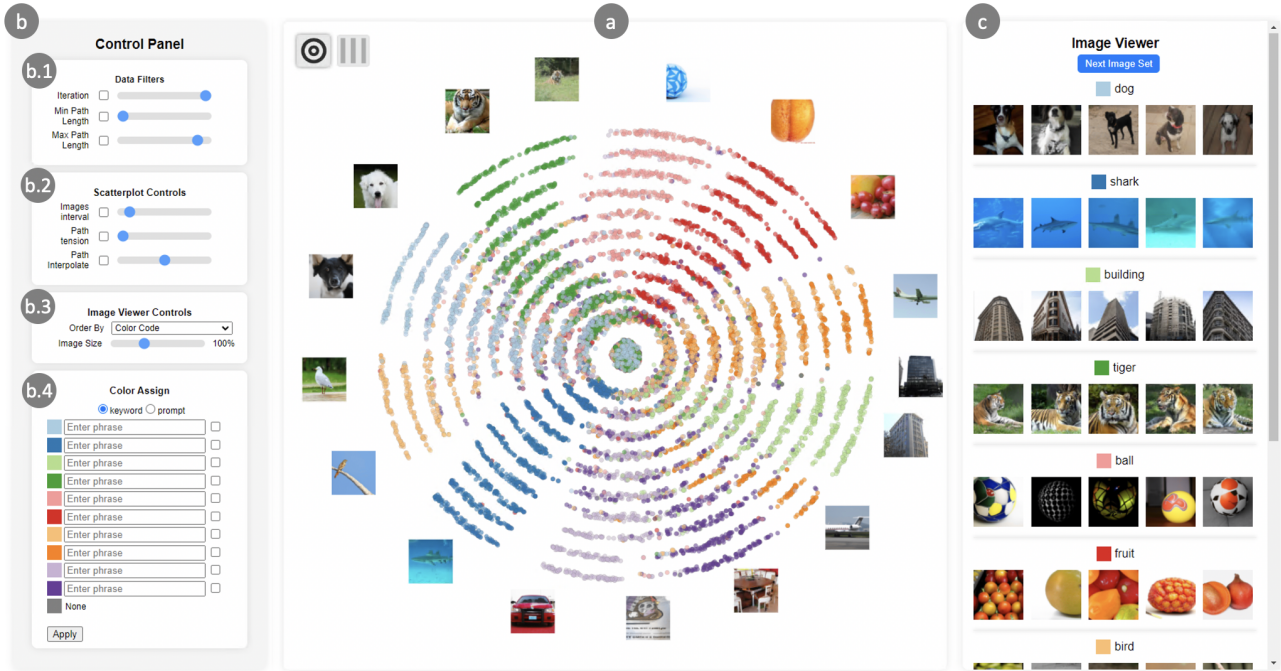 b
a
c
Control Panel
b.1
Data Filters
Iteration
Min Path
Length
Max Path
Length
b.2
Scatterplot Controls
Images
interval
Path
tension
Path
Interpolate
b.3
Image Viewer Controls
Order By Color Code
Image Size 100%
b.4
Color Assign
keyword prompt
Enter phrase
Enter phrase
Enter phrase
Enter phrase
Enter phrase
Enter phrase
Enter phrase
Enter phrase
Enter phrase
Enter phrase
None
Apply
Image Viewer
Next Image Set
dog
shark
building
tiger
ball
fruit
bird